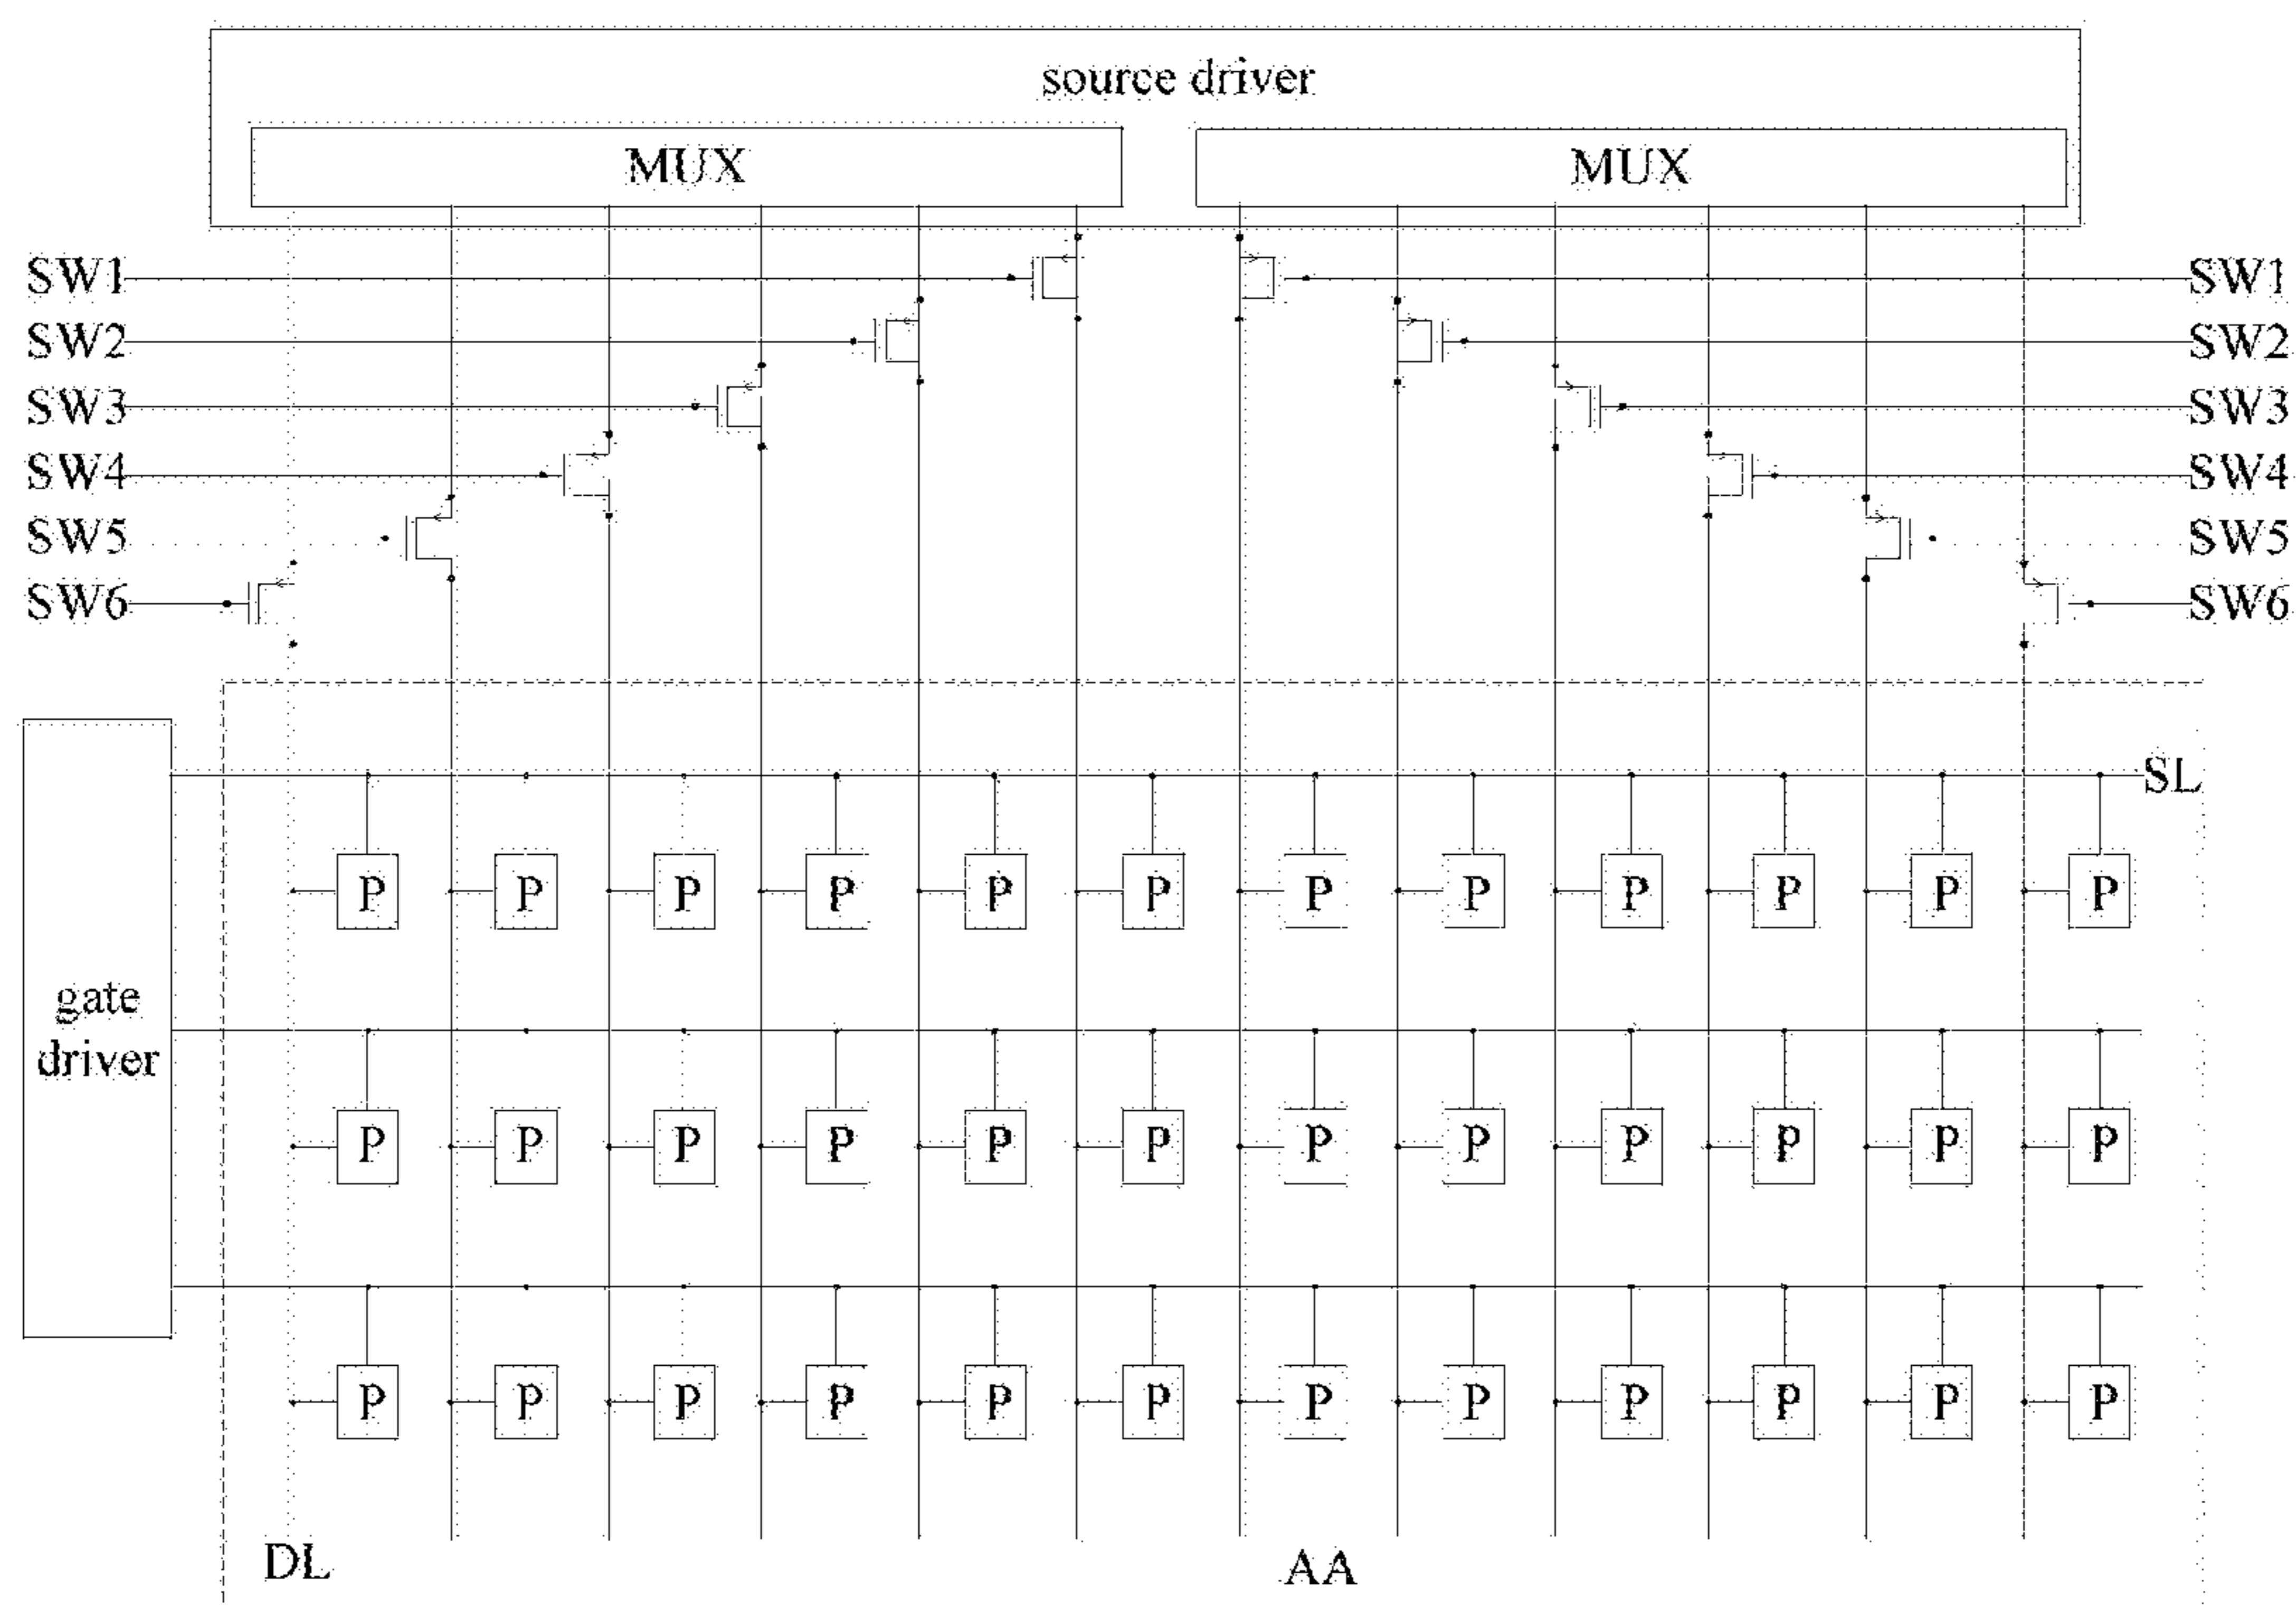 source driver
MUX MUX
SW1 SW1
SW2 SW2
SW3 SW3
SW4 SW4
SW5 SW5
SW6 SW6
SL
P P P P P P P P P P P P
gate
driver
P P P P P P P P P P P P
P P P P P P P P P P P P
DL AA